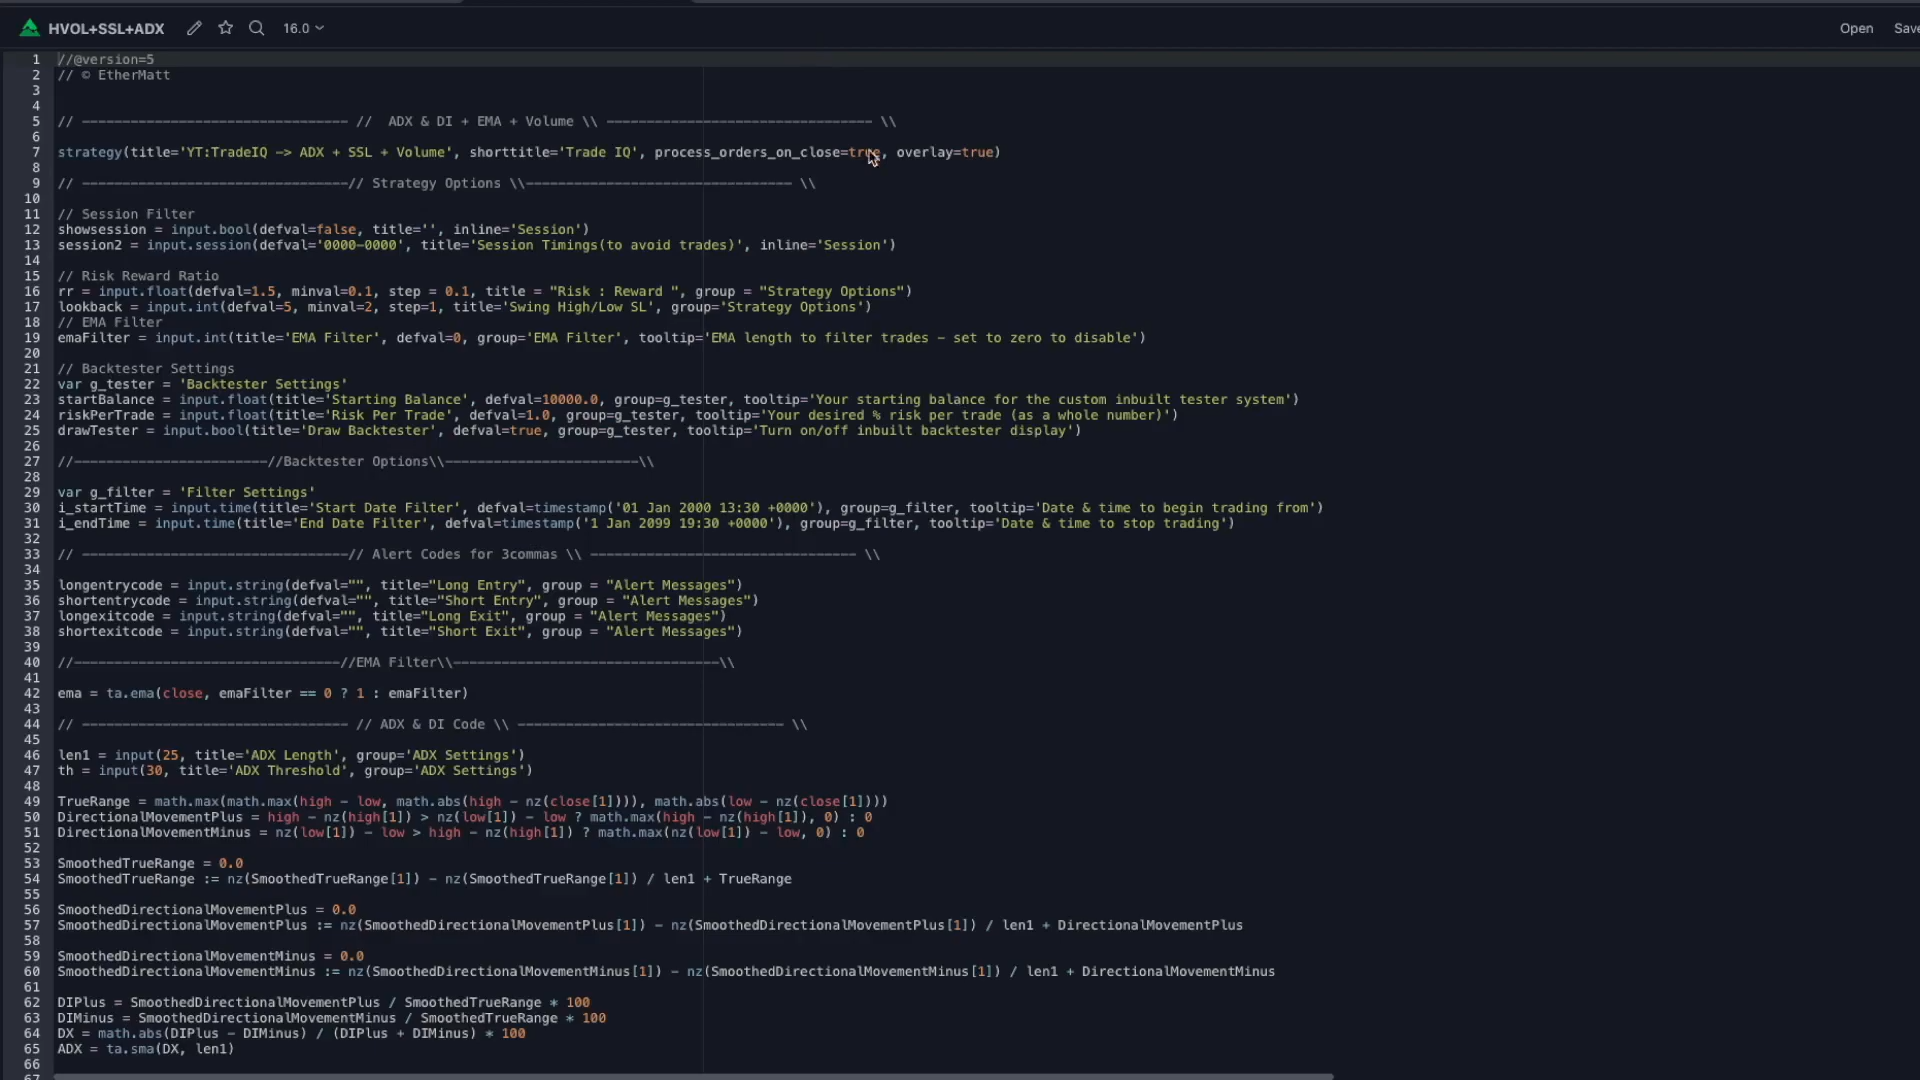 HVOL+SSL+ADX 16.0 Open Save
1 //@version=5
2 // © EtherMatt
3
4
5 // --------------------------------- // ADX & DI + EMA + Volume \\ --------------------------------- \\
6
7 strategy(title='YT:TradeIQ -> ADX + SSL + Volume', shorttitle='Trade IQ', process_orders_on_close=true, overlay=true)
8
9 // ---------------------------------// Strategy Options \\--------------------------------- \\
10
11 // Session Filter
12 showsession = input.bool(defval=false, title='', inline='Session')
13 session2 = input.session(defval='0000-0000', title='Session Timings(to avoid trades)', inline='Session')
14
15 // Risk Reward Ratio
16 rr = input.float(defval=1.5, minval=0.1, step = 0.1, title = "Risk : Reward ", group = "Strategy Options")
17 lookback = input.int(defval=5, minval=2, step=1, title='Swing High/Low SL', group='Strategy Options')
18 // EMA Filter
19 emaFilter = input.int(title='EMA Filter', defval=0, group='EMA Filter', tooltip='EMA length to filter trades - set to zero to disable')
20
21 // Backtester Settings
22 var g_tester = 'Backtester Settings'
23 startBalance = input.float(title='Starting Balance', defval=10000.0, group=g_tester, tooltip='Your starting balance for the custom inbuilt tester system')
24 riskPerTrade = input.float(title='Risk Per Trade', defval=1.0, group=g_tester, tooltip='Your desired % risk per trade (as a whole number)')
25 drawTester = input.bool(title='Draw Backtester', defval=true, group=g_tester, tooltip='Turn on/off inbuilt backtester display')
26
27 //------------------------//Backtester Options\\------------------------\\
28
29 var g_filter = 'Filter Settings'
30 i_startTime = input.time(title='Start Date Filter', defval=timestamp('01 Jan 2000 13:30 +0000'), group=g_filter, tooltip='Date & time to begin trading from')
31 i_endTime = input.time(title='End Date Filter', defval=timestamp('1 Jan 2099 19:30 +0000'), group=g_filter, tooltip='Date & time to stop trading')
32
33 // ---------------------------------// Alert Codes for 3commas \\ --------------------------------- \\
34
35 longentrycode = input.string(defval="", title="Long Entry", group = "Alert Messages")
36 shortentrycode = input.string(defval="", title="Short Entry", group = "Alert Messages")
37 longexitcode = input.string(defval="", title="Long Exit", group = "Alert Messages")
38 shortexitcode = input.string(defval="", title="Short Exit", group = "Alert Messages")
39
40 //---------------------------------//EMA Filter\\---------------------------------\\
41
42 ema = ta.ema(close, emaFilter == 0 ? 1 : emaFilter)
43
44 // --------------------------------- // ADX & DI Code \\ --------------------------------- \\
45
46 len1 = input(25, title='ADX Length', group='ADX Settings')
47 th = input(30, title='ADX Threshold', group='ADX Settings')
48
49 TrueRange = math.max(math.max(high - low, math.abs(high - nz(close[1]))), math.abs(low - nz(close[1])))
50 DirectionalMovementPlus = high - nz(high[1]) > nz(low[1]) - low ? math.max(high - nz(high[1]), 0) : 0
51 DirectionalMovementMinus = nz(low[1]) - low > high - nz(high[1]) ? math.max(nz(low[1]) - low, 0) : 0
52
53 SmoothedTrueRange = 0.0
54 SmoothedTrueRange := nz(SmoothedTrueRange[1]) - nz(SmoothedTrueRange[1]) / len1 + TrueRange
55
56 SmoothedDirectionalMovementPlus = 0.0
57 SmoothedDirectionalMovementPlus := nz(SmoothedDirectionalMovementPlus[1]) - nz(SmoothedDirectionalMovementPlus[1]) / len1 + DirectionalMovementPlus
58
59 SmoothedDirectionalMovementMinus = 0.0
60 SmoothedDirectionalMovementMinus := nz(SmoothedDirectionalMovementMinus[1]) - nz(SmoothedDirectionalMovementMinus[1]) / len1 + DirectionalMovementMinus
61
62 DIPlus = SmoothedDirectionalMovementPlus / SmoothedTrueRange * 100
63 DIMinus = SmoothedDirectionalMovementMinus / SmoothedTrueRange * 100
64 DX = math.abs(DIPlus - DIMinus) / (DIPlus + DIMinus) * 100
65 ADX = ta.sma(DX, len1)
66
67